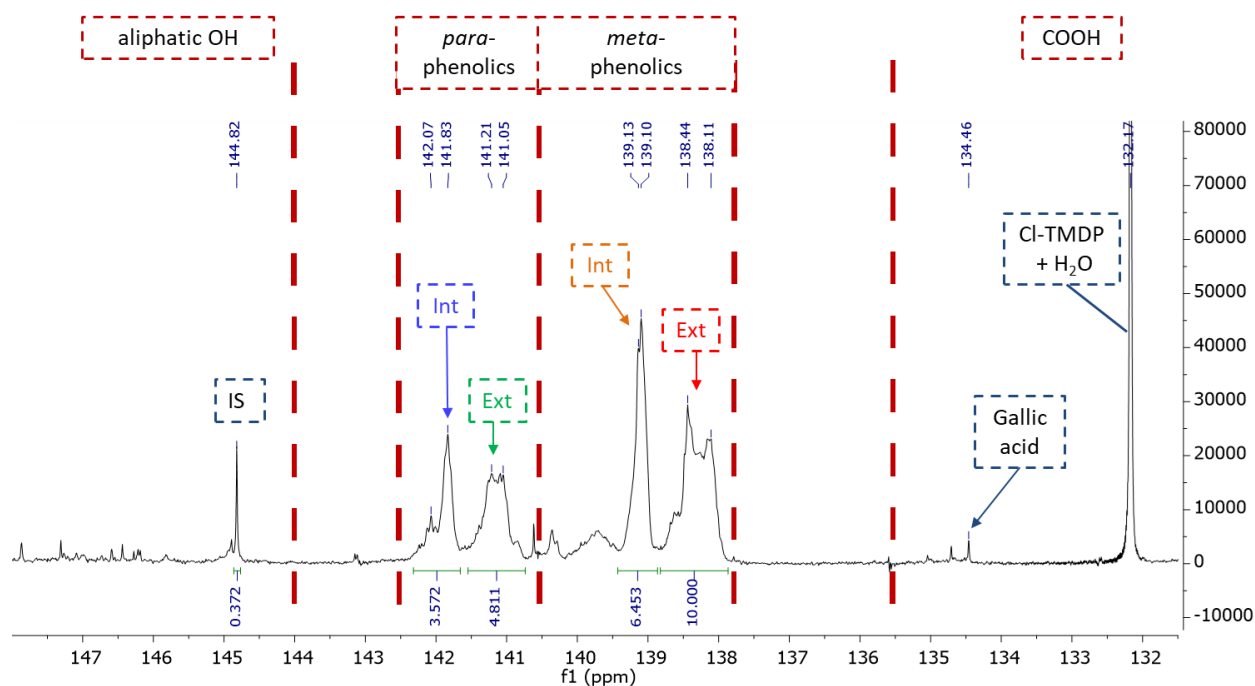 aliphatic OH
para-
phenolics
meta-
phenolics
COOH
144.82
142.07
141.83
141.21
141.05
139.13
139.10
138.44
138.11
134.46
132.17
80000
70000
60000
50000
40000
30000
20000
10000
0
-10000
Cl-TMDP
+ H₂O
Int
Int
Ext
IS
Ext
Gallic
acid
0.372
3.572
4.811
6.453
10.000
147 146 145 144 143 142 141 140 139 138 137 136 135 134 133 132
f1 (ppm)